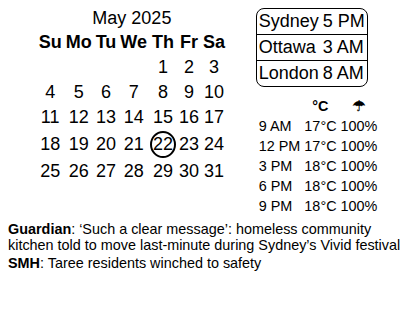 May 2025
Su Mo Tu We Th Fr Sa
1 2 3
4 5 6 7 8 9 10
11 12 13 14 15 16 17
18 19 20 21 22 23 24
25 26 27 28 29 30 31
Sydney 5 PM
Ottawa 3 AM
London 8 AM
°C ☂
9 AM 17°C 100%
12 PM 17°C 100%
3 PM 18°C 100%
6 PM 18°C 100%
9 PM 18°C 100%
Guardian: ‘Such a clear message’: homeless community
kitchen told to move last-minute during Sydney’s Vivid festival
SMH: Taree residents winched to safety